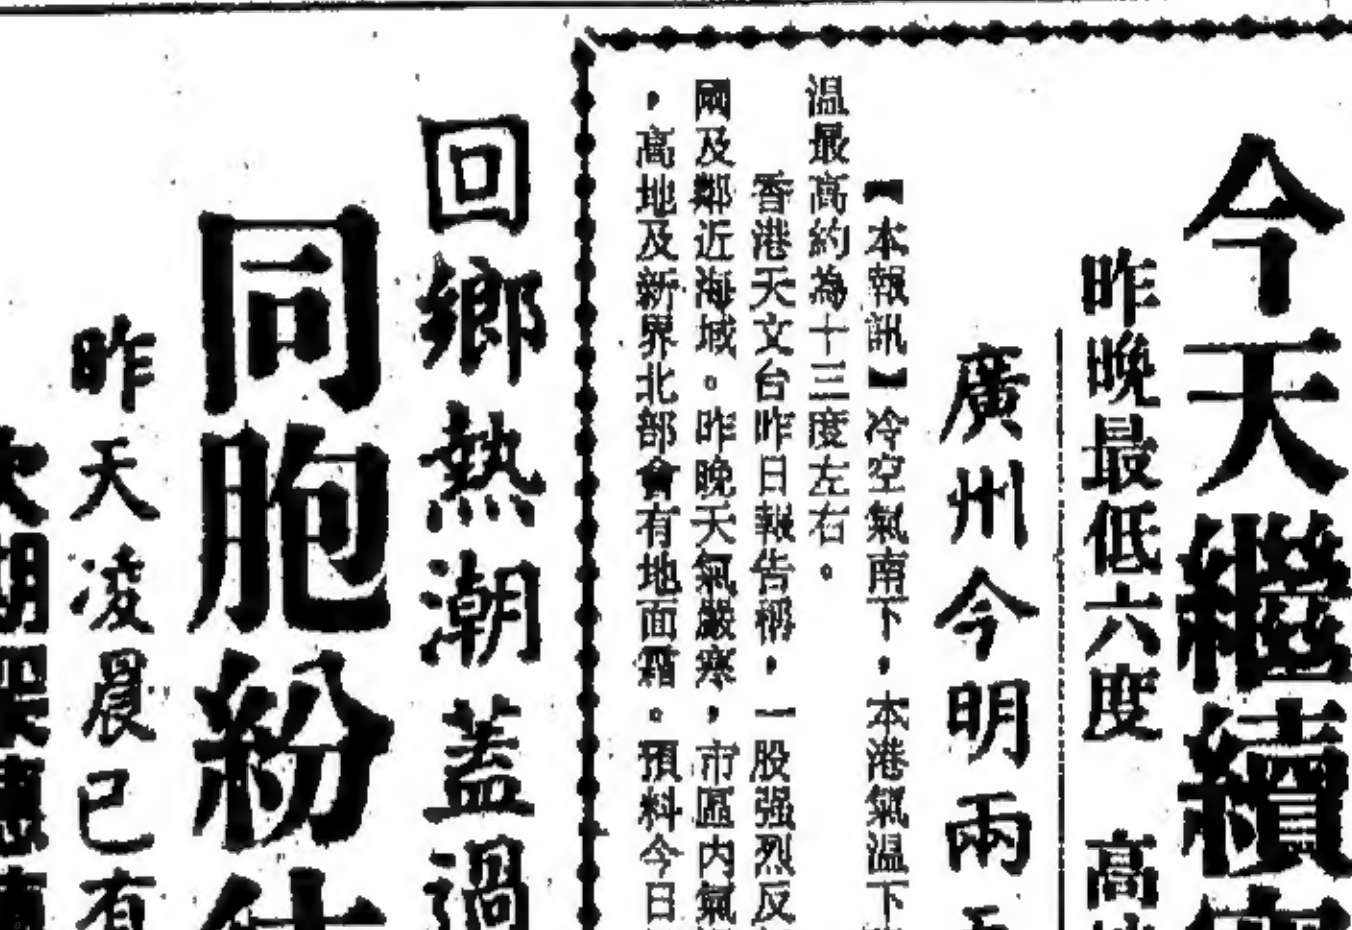 今天繼續
昨晚最低六度 高
廣州今明兩
【本報訊】冷空氣南下，本港氣温下
温最高約為十三度左右。
香港天文台昨日報告稱，一股强烈反
國及鄰近海域。昨晚天氣嚴寒，市區内氣
，高地及新界北部會有地面霜。預料今日
回鄉熱潮蓋過
同胞紛
昨天凌晨已有